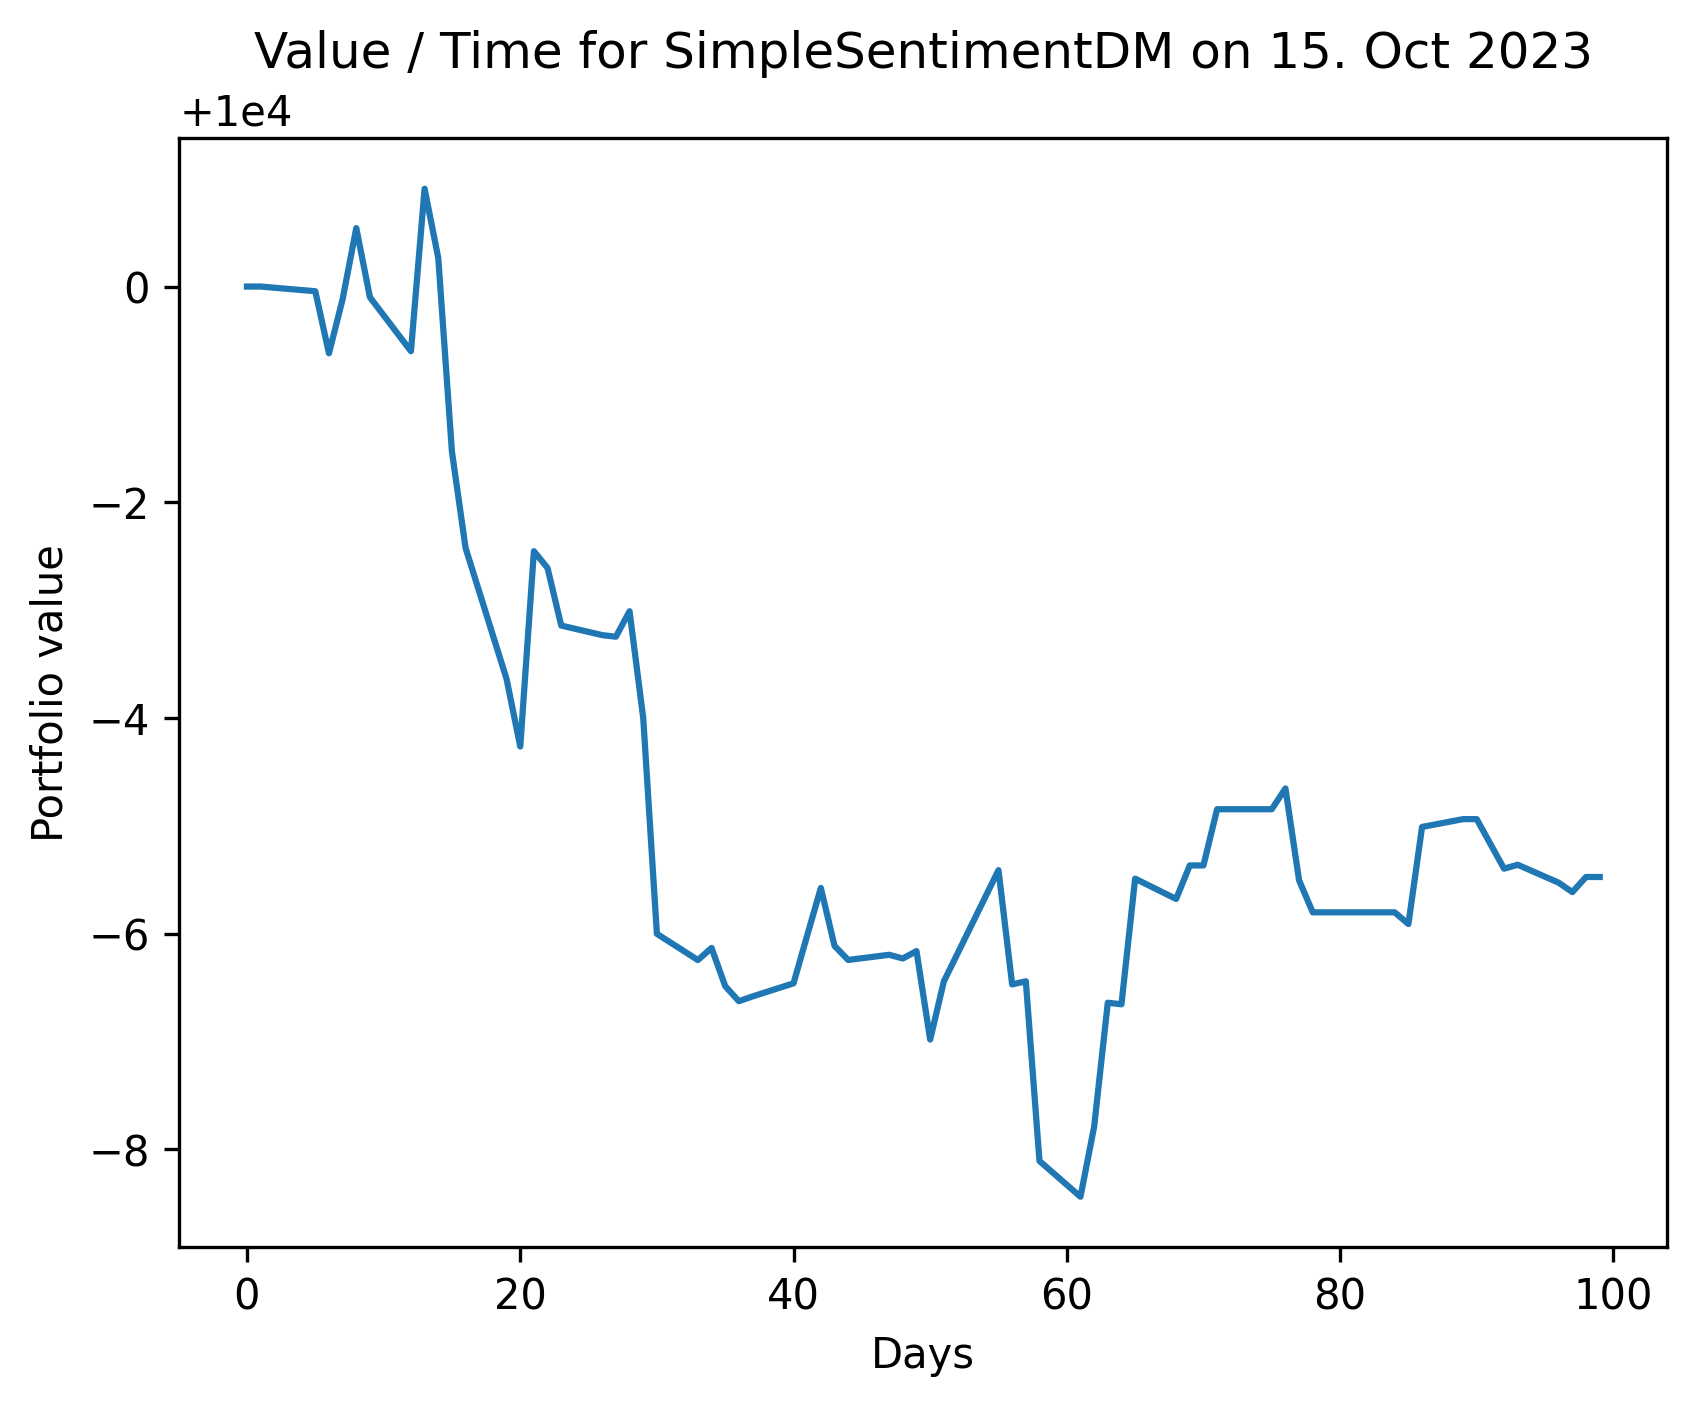 Value / Time for SimpleSentimentDM on 15. Oct 2023
+1e4
0
−2
−4
−6
−8
Portfolio value
0 20 40 60 80 100
Days